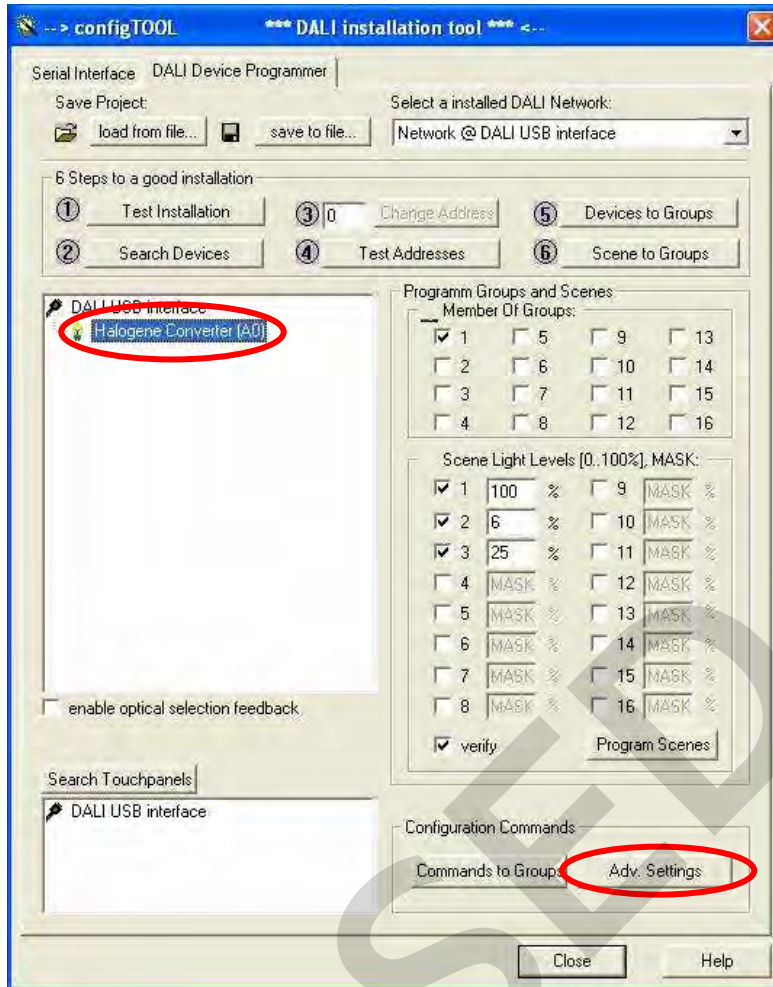 --> configTOOL *** DALI installation tool *** <--
Serial Interface DALI Device Programmer
Save Project: Select a installed DALI Network:
load from file... save to file... Network @ DALI USB interface
6 Steps to a good installation
1 Test Installation 3 0 Change Address 5 Devices to Groups
2 Search Devices 4 Test Addresses 6 Scene to Groups
DALI USB interface
Halogene Converter (A0)
Programm Groups and Scenes
Member Of Groups:
1 5 9 13
2 6 10 14
3 7 11 15
4 8 12 16
Scene Light Levels [0..100%], MASK:
1 100 % 9 MASK %
2 6 % 10 MASK %
3 25 % 11 MASK %
4 MASK % 12 MASK %
5 MASK % 13 MASK %
6 MASK % 14 MASK %
7 MASK % 15 MASK %
8 MASK % 16 MASK %
enable optical selection feedback
verify Program Scenes
Search Touchpanels
DALI USB interface
Configuration Commands
Commands to Groups Adv. Settings
Close Help
SED